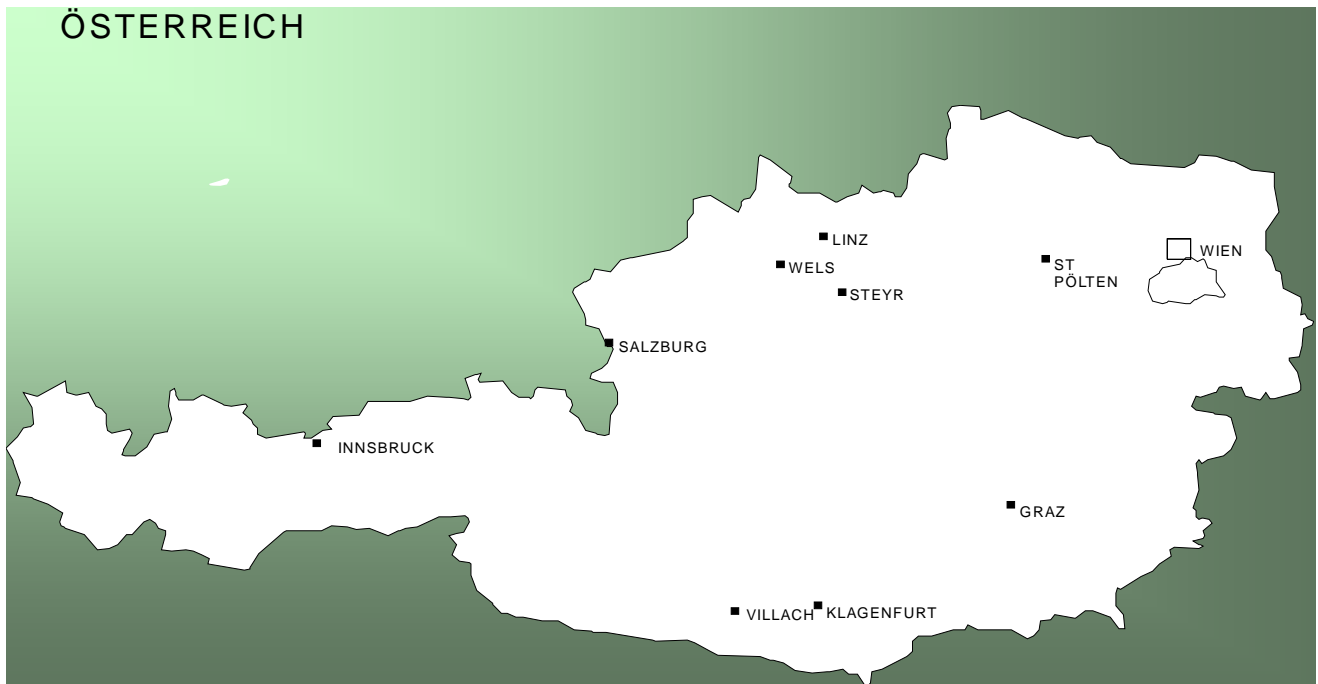 ÖSTERREICH
LINZ
WIEN
WELS
ST
PÖLTEN
STEYR
SALZBURG
INNSBRUCK
GRAZ
VILLACH
KLAGENFURT